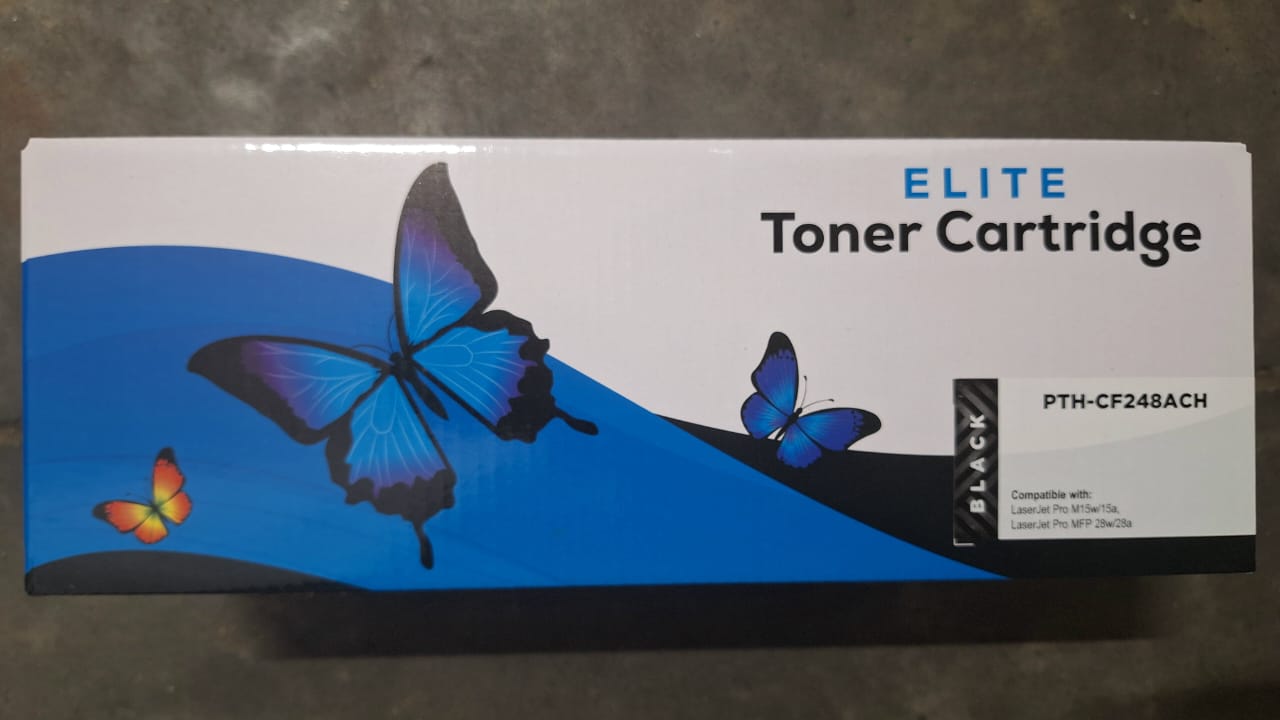 ELITE
Toner Cartridge
BLACK
PTH-CF248ACH
Compatible with:
LaserJet Pro M15w/15a,
LaserJet Pro MFP 28w/28a